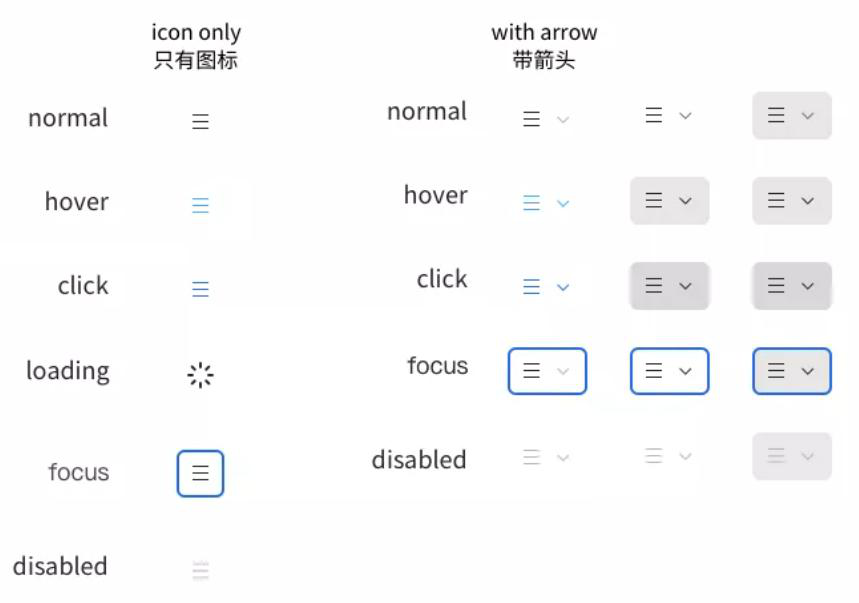 icon only
只有图标
normal
hover
click
loading
focus
disabled
with arrow
带箭头
normal
hover
click
focus
disabled